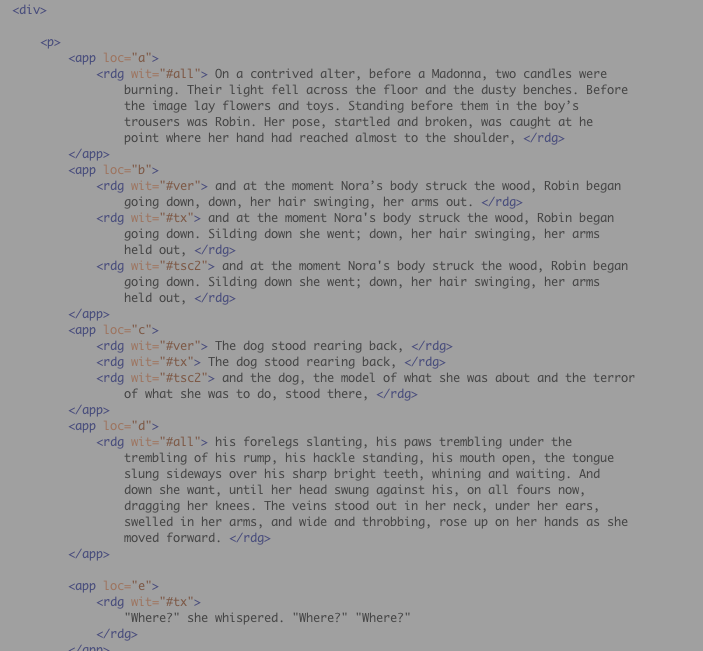 <div>
<p>
<app loc="a">
<rdg wit="#all"> On a contrived alter, before a Madonna, two candles were
burning. Their light fell across the floor and the dusty benches. Before
the image lay flowers and toys. Standing before them in the boy's
trousers was Robin. Her pose, startled and broken, was caught at he
point where her hand had reached almost to the shoulder, </rdg>
</app>
<app loc="b">
<rdg wit="#ver"> and at the moment Nora's body struck the wood, Robin began
going down, down, her hair swinging, her arms out. </rdg>
<rdg wit="#tx"> and at the moment Nora's body struck the wood, Robin began
going down. Silding down she went; down, her hair swinging, her arms
held out, </rdg>
<rdg wit="#tsc2"> and at the moment Nora's body struck the wood, Robin began
going down. Silding down she went; down, her hair swinging, her arms
held out, </rdg>
</app>
<app loc="c">
<rdg wit="#ver"> The dog stood rearing back, </rdg>
<rdg wit="#tx"> The dog stood rearing back, </rdg>
<rdg wit="#tsc2"> and the dog, the model of what she was about and the terror
of what she was to do, stood there, </rdg>
</app>
<app loc="d">
<rdg wit="#all"> his forelegs slanting, his paws trembling under the
trembling of his rump, his hackle standing, his mouth open, the tongue
slung sideways over his sharp bright teeth, whining and waiting. And
down she want, until her head swung against his, on all fours now,
dragging her knees. The veins stood out in her neck, under her ears,
swelled in her arms, and wide and throbbing, rose up on her hands as she
moved forward. </rdg>
</app>
<app loc="e">
<rdg wit="#tx">
"Where?" she whispered. "Where?" "Where?"
</rdg>
</app>